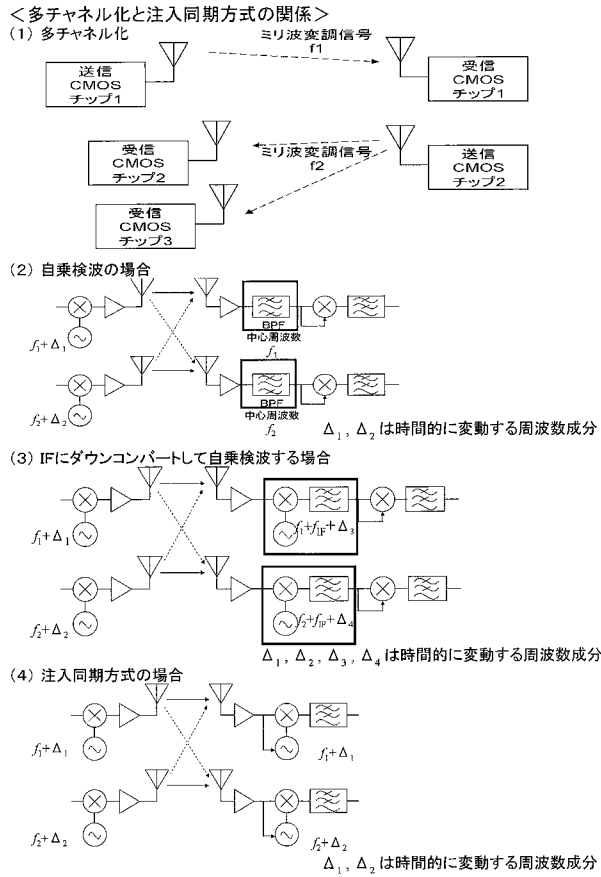 ＜多チャネル化と注入同期方式の関係＞
(1) 多チャネル化
ミリ波変調信号
f1
送信
CMOS
チップ1
受信
CMOS
チップ1
受信
CMOS
チップ2
ミリ波変調信号
f2
送信
CMOS
チップ2
受信
CMOS
チップ3
(2) 自乗検波の場合
BPF
中心周波数
f1
f1+Δ1
BPF
中心周波数
f2
f2+Δ2
Δ1, Δ2 は時間的に変動する周波数成分
(3) IFにダウンコンバートして自乗検波する場合
f1+Δ1
f1+fIF+Δ3
f2+Δ2
f2+fIF+Δ4
Δ1, Δ2, Δ3, Δ4 は時間的に変動する周波数成分
(4) 注入同期方式の場合
f1+Δ1
f1+Δ1
f2+Δ2
f2+Δ2
Δ1, Δ2 は時間的に変動する周波数成分